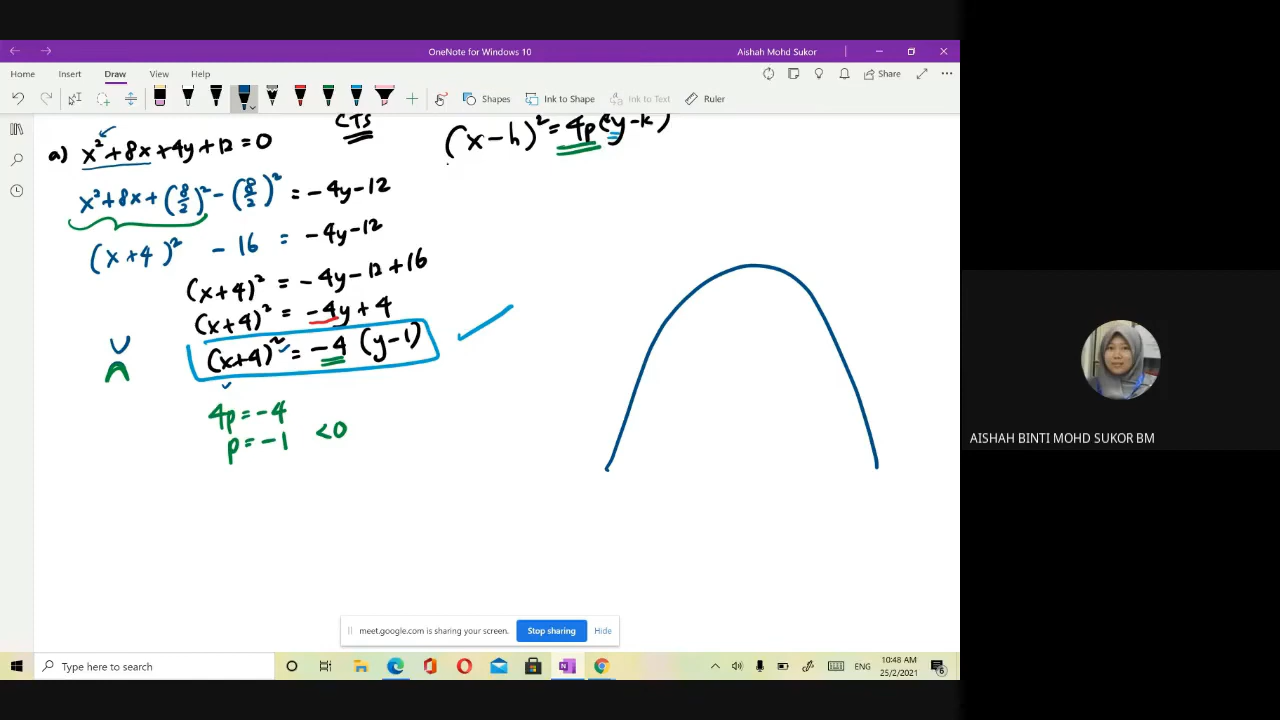 OneNote for Windows 10
Aishah Mohd Sukor
Home Insert Draw View Help
Share
Shapes
Ink to Shape
Ink to Text
Ruler
CTS
(x-h)² = 4p(y-k)
a) x² + 8x + 4y + 12 = 0
x² + 8x + (8/2)² - (8/2)² = -4y - 12
(x+4)² - 16 = -4y - 12
(x+4)² = -4y - 12 + 16
(x+4)² = -4y + 4
(x+4)² = -4 (y-1)
4p = -4
p = -1 <0
AISHAH BINTI MOHD SUKOR BM
meet.google.com is sharing your screen.
Stop sharing
Hide
Type here to search
ENG
10:48 AM
25/2/2021
6